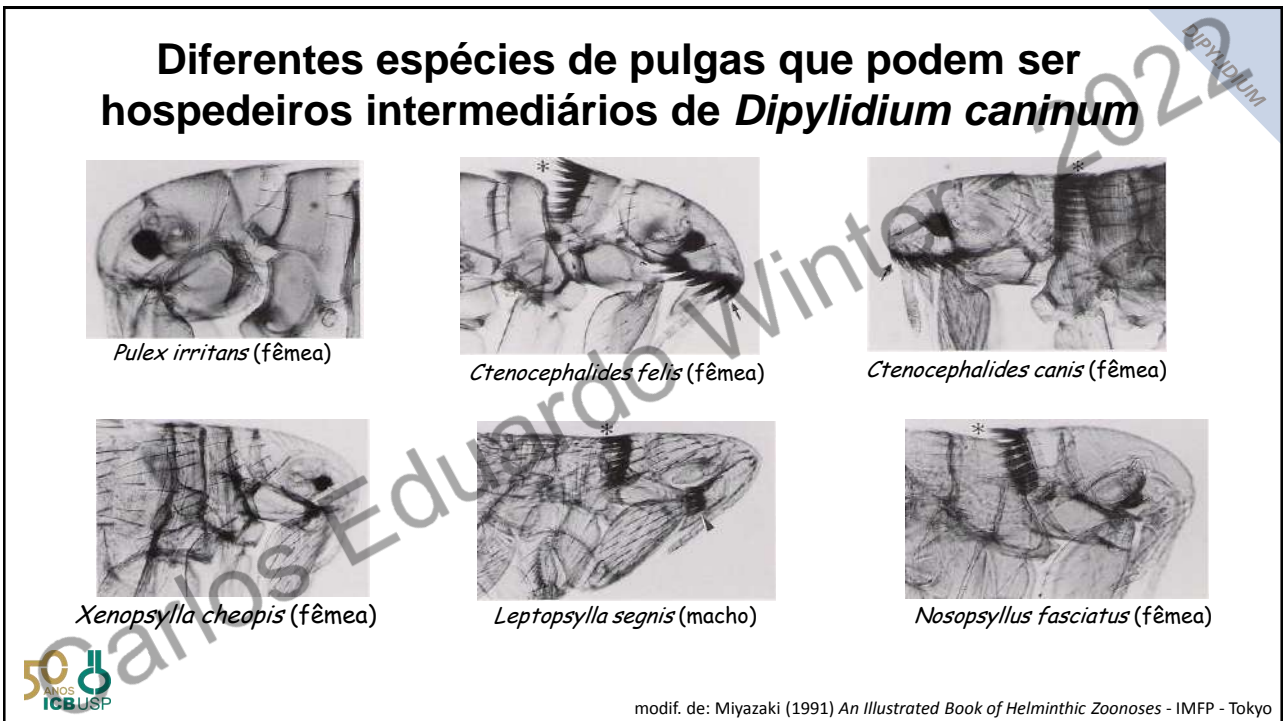 DIPYLIDIUM
Diferentes espécies de pulgas que podem ser
hospedeiros intermediários de Dipylidium caninum
*
*
Pulex irritans (fêmea)
Ctenocephalides felis (fêmea)
Ctenocephalides canis (fêmea)
*
*
Xenopsylla cheopis (fêmea)
Leptopsylla segnis (macho)
Nosopsyllus fasciatus (fêmea)
Carlos Eduardo Winter - 2022
50
ANOS
ICBUSP
modif. de: Miyazaki (1991) An Illustrated Book of Helminthic Zoonoses - IMFP - Tokyo